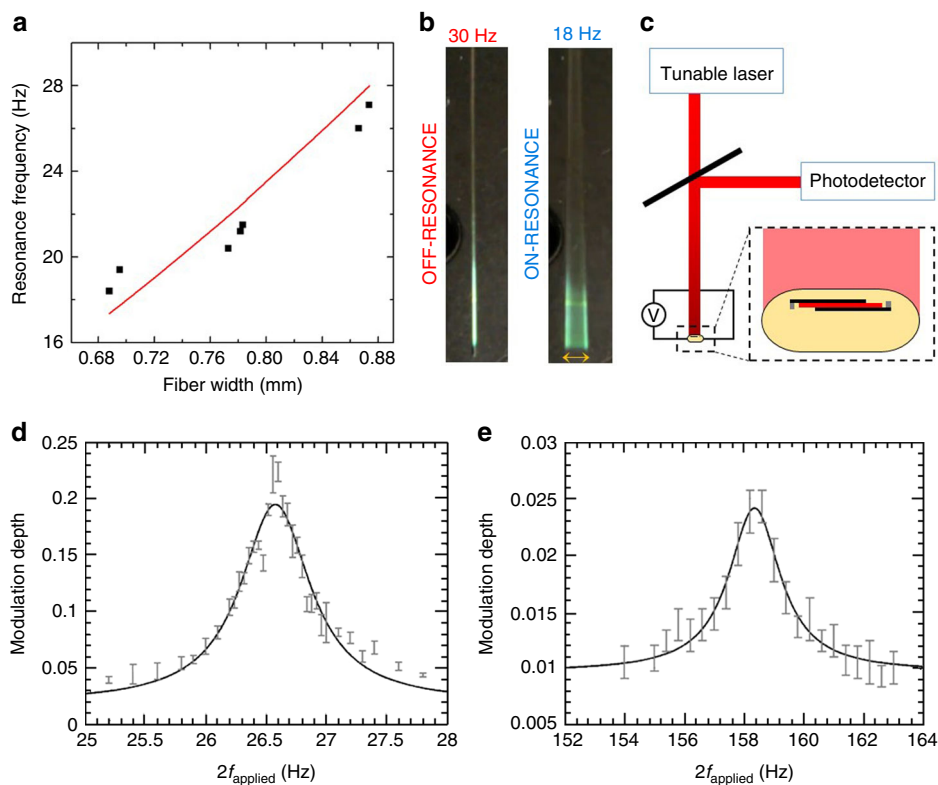 a
28
24
20
16
0.68 0.72 0.76 0.80 0.84 0.88
Resonance frequency (Hz)
Fiber width (mm)
b
30 Hz
18 Hz
OFF-RESONANCE
ON-RESONANCE
c
Tunable laser
Photodetector
V
d
0.25
0.2
0.15
0.1
0.05
0
25 25.5 26 26.5 27 27.5 28
Modulation depth
2fapplied (Hz)
e
0.03
0.025
0.02
0.015
0.01
0.005
152 154 156 158 160 162 164
Modulation depth
2fapplied (Hz)